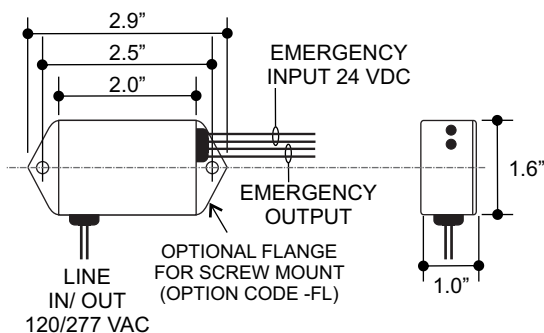 2.9”
2.5”
2.0”
EMERGENCY
INPUT 24 VDC
EMERGENCY
OUTPUT
OPTIONAL FLANGE
FOR SCREW MOUNT
(OPTION CODE -FL)
LINE
IN/ OUT
120/277 VAC
1.6”
1.0”